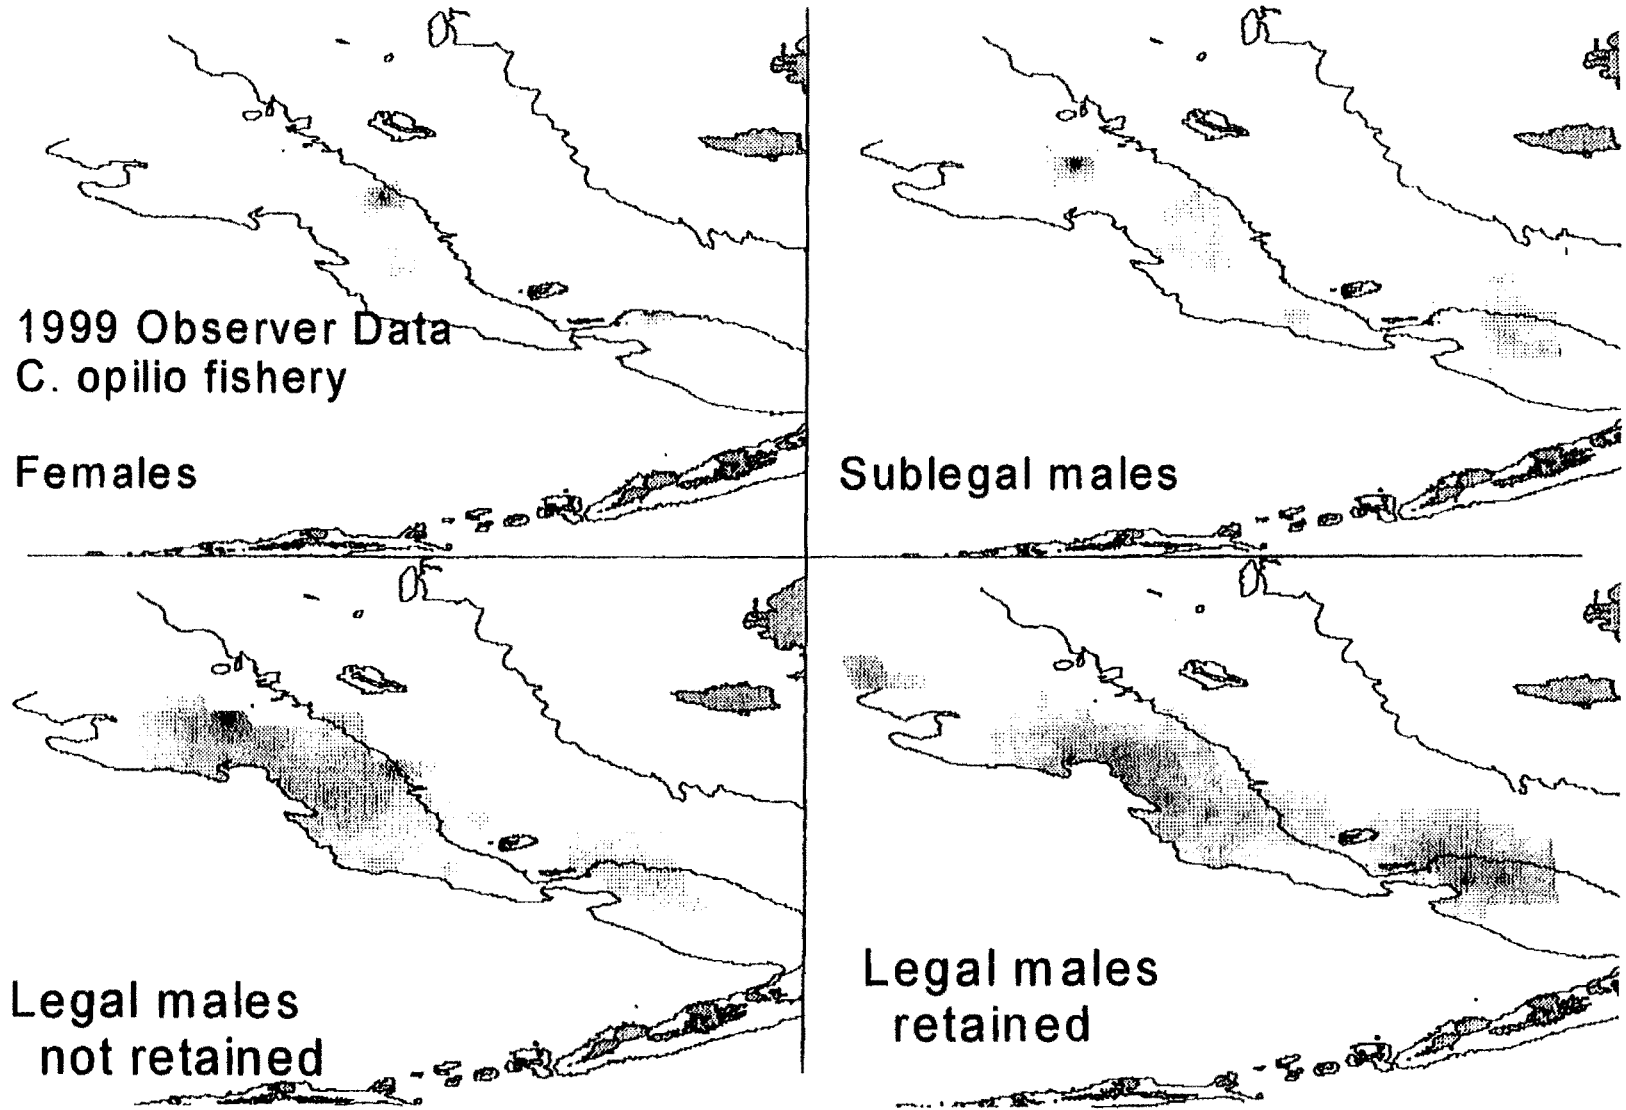 1999 Observer Data
C. opilio fishery
Females
Sublegal males
Legal males
not retained
Legal males
retained